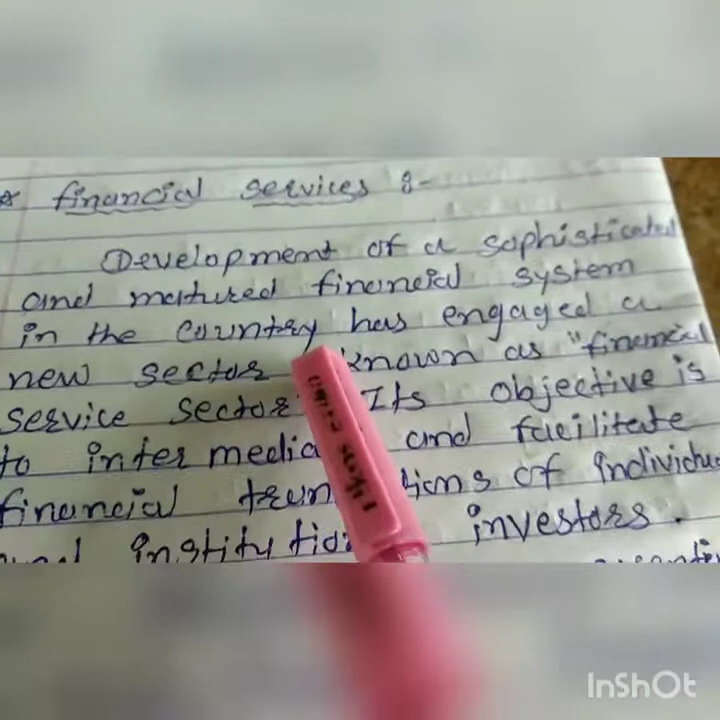 * financial services :-
Development of a sophisticated
and matured financial system
in the country has engaged a
new sector known as "financial
service sector" Its objective is
to intermedia and facilitate
financial tions of individu
institution investors.
InShOt